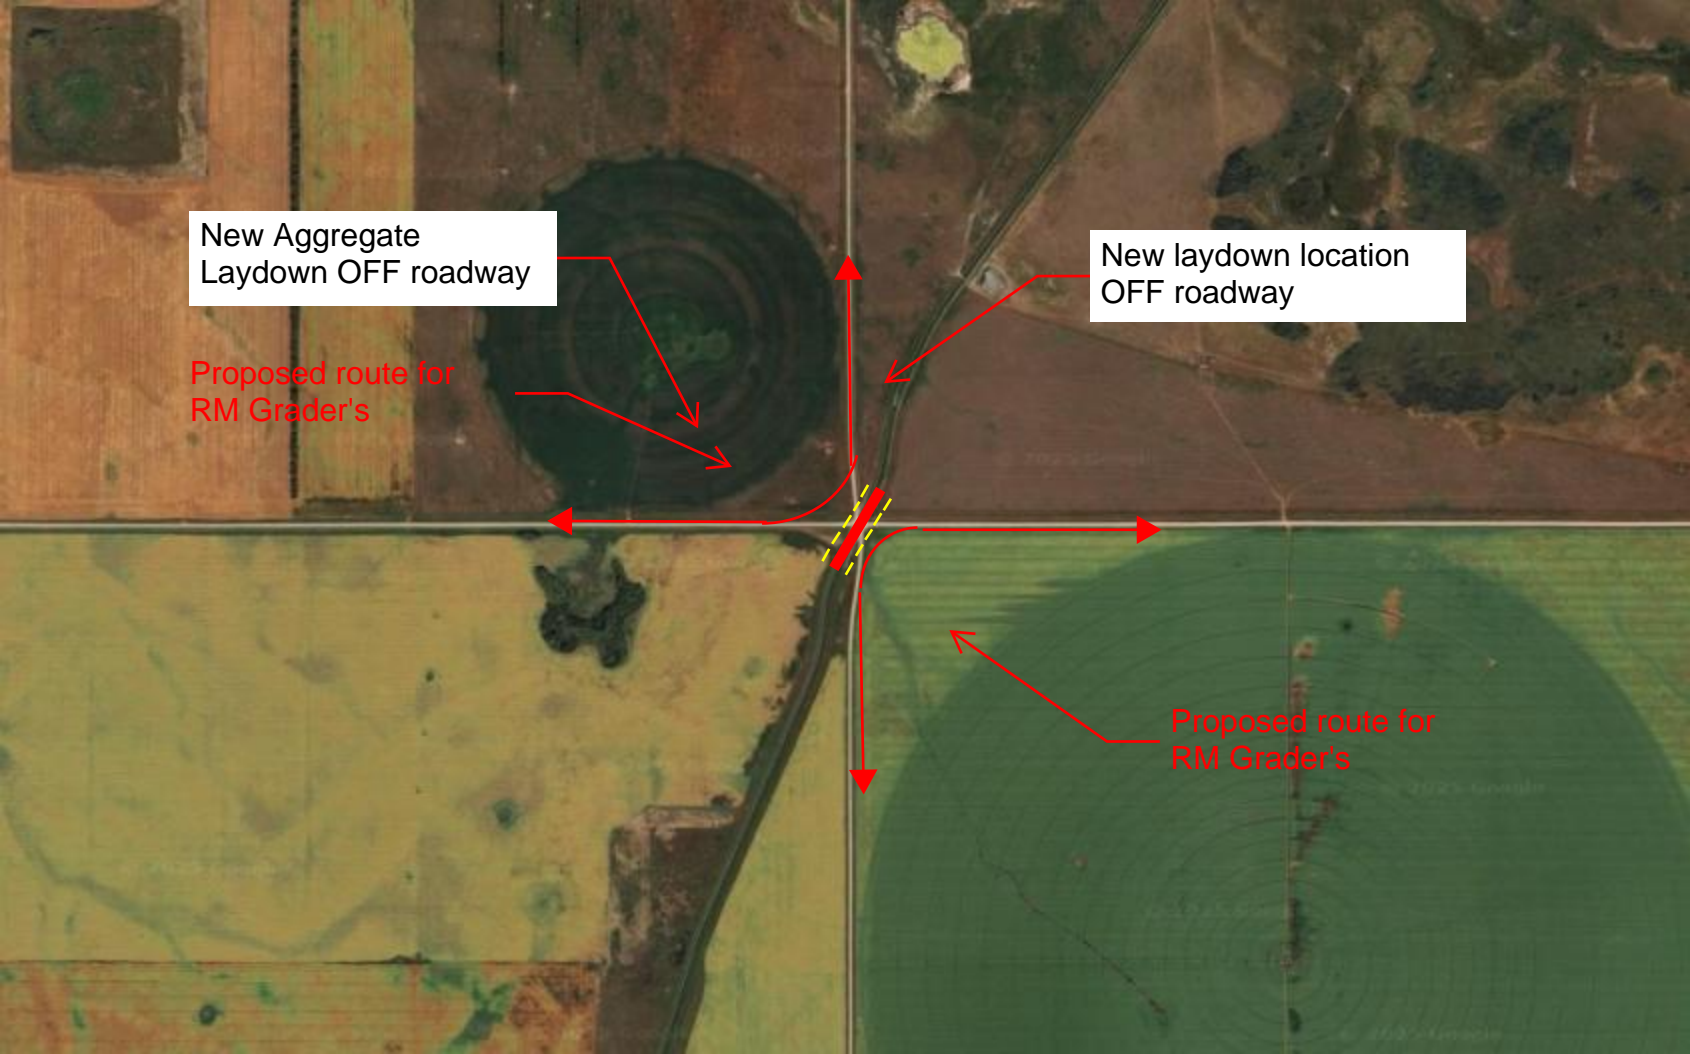 New Aggregate
Laydown OFF roadway
New laydown location
OFF roadway
Proposed route for
RM Grader's
Proposed route for
RM Grader's